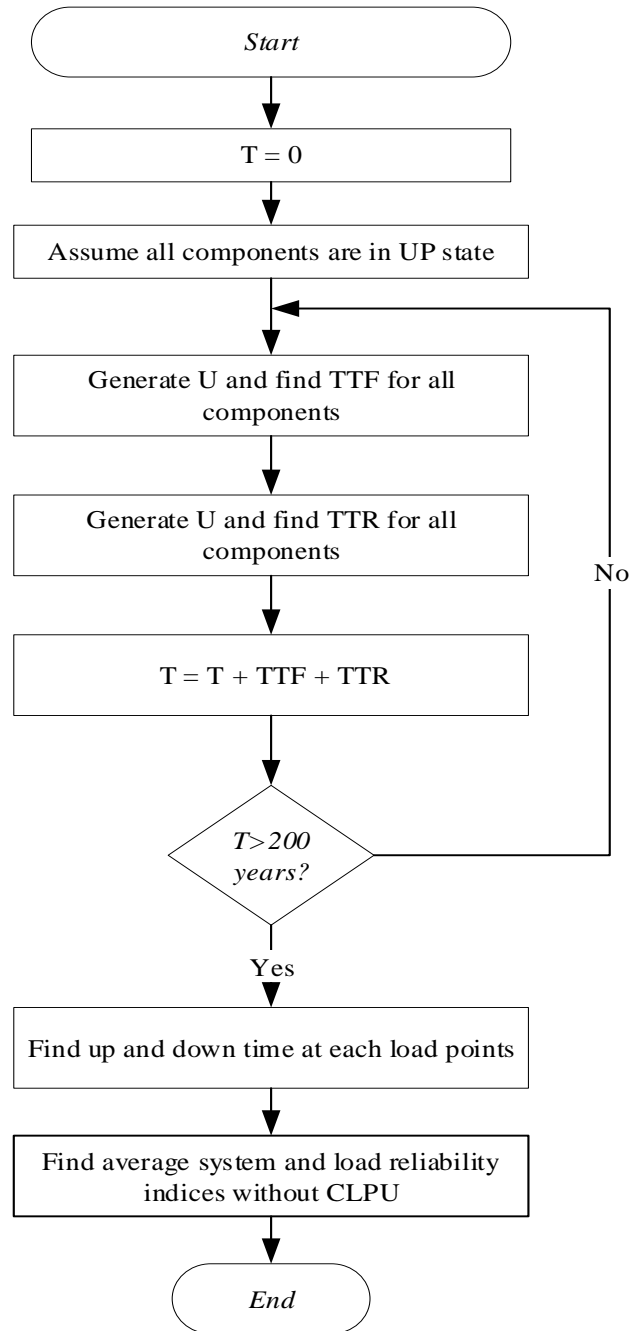 Start
T = 0
Assume all components are in UP state
Generate U and find TTF for all
components
Generate U and find TTR for all
components
No
T = T + TTF + TTR
T>200
years?
Yes
Find up and down time at each load points
Find average system and load reliability
indices without CLPU
End